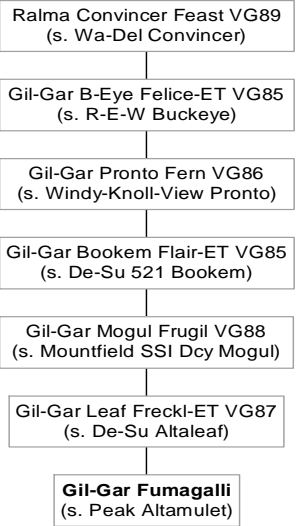 Ralma Convincer Feast VG89
(s. Wa-Del Convincer)
Gil-Gar B-Eye Felice-ET VG85
(s. R-E-W Buckeye)
Gil-Gar Pronto Fern VG86
(s. Windy-Knoll-View Pronto)
Gil-Gar Bookem Flair-ET VG85
(s. De-Su 521 Bookem)
Gil-Gar Mogul Frugil VG88
(s. Mountfield SSI Dcy Mogul)
Gil-Gar Leaf Freckl-ET VG87
(s. De-Su Altaleaf)
Gil-Gar Fumagalli
(s. Peak Altamulet)